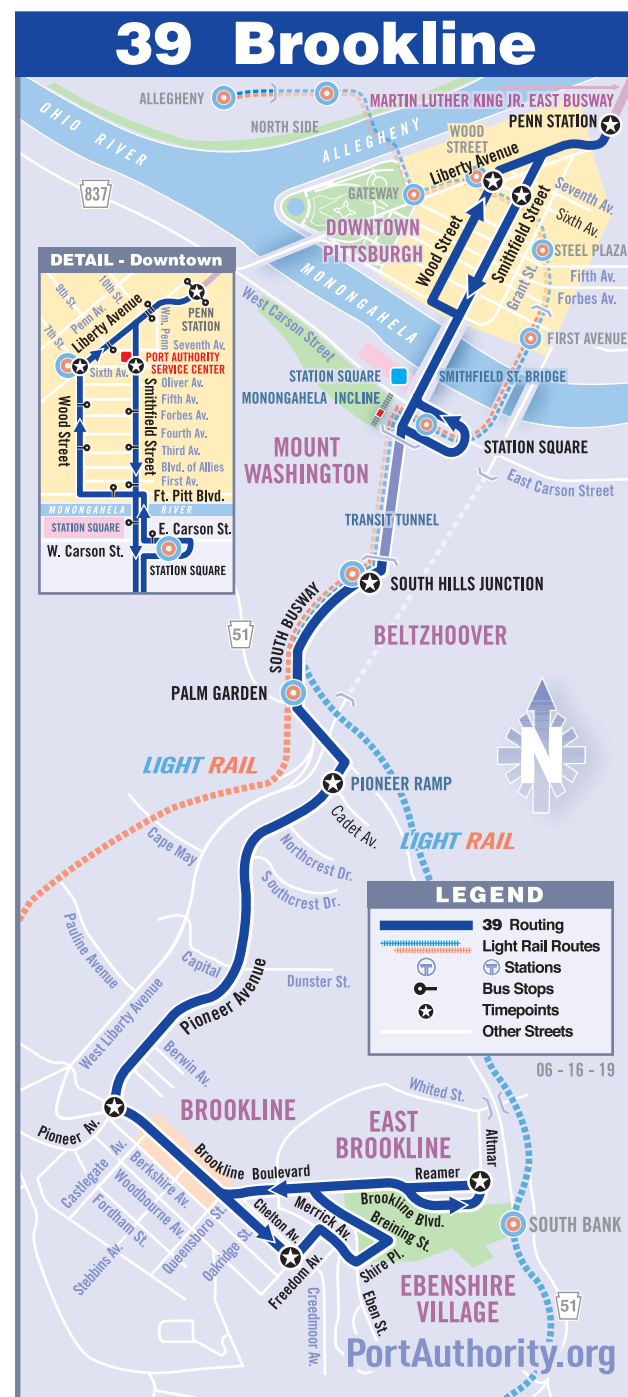 39 Brookline
ALLEGHENY
OHIO RIVER
NORTH SIDE
ALLEGHENY
MARTIN LUTHER KING JR. EAST BUSWAY
PENN STATION
WOOD
STREET
Liberty Avenue
837
GATEWAY
Seventh Av.
Sixth Av.
DOWNTOWN
PITTSBURGH
Wood Street
Smithfield Street
Grant St.
STEEL PLAZA
Fifth Av.
Forbes Av.
MONONGAHELA
FIRST AVENUE
West Carson Street
STATION SQUARE
SMITHFIELD ST. BRIDGE
MONONGAHELA INCLINE
MOUNT
WASHINGTON
STATION SQUARE
East Carson Street
TRANSIT TUNNEL
DETAIL - Downtown
10th St.
9th St.
Penn Av.
7th St.
Liberty Avenue
PENN
STATION
Wm. Penn
Seventh Av.
PORT AUTHORITY
SERVICE CENTER
Sixth Av.
Oliver Av.
Fifth Av.
Forbes Av.
Fourth Av.
Third Av.
Blvd. of Allies
First Av.
Wood Street
Smithfield Street
Ft. Pitt Blvd.
MONONGAHELA RIVER
STATION SQUARE
E. Carson St.
W. Carson St.
STATION SQUARE
SOUTH HILLS JUNCTION
SOUTH BUSWAY
51
BELTZHOOVER
PALM GARDEN
N
LIGHT RAIL
PIONEER RAMP
Cadet Av.
LIGHT RAIL
Cape May
Northcrest Dr.
Southcrest Dr.
Pauline Avenue
Capital
Dunster St.
West Liberty Avenue
Pioneer Avenue
Berwin Av.
LEGEND
39 Routing
Light Rail Routes
T
T Stations
Bus Stops
Timepoints
Other Streets
06 - 16 - 19
Whited St.
Pioneer Av.
BROOKLINE
EAST
BROOKLINE
Altmar
Reamer
Brookline Boulevard
Brookline Blvd.
Castlegate Av.
Berkshire Av.
Woodbourne Av.
Fordham St.
Stebbins Av.
Queensboro St.
Oakridge St.
Chelton Av.
Merrick Av.
Breining St.
Freedom Av.
Shire Pl.
Creedmoor Av.
Eben St.
SOUTH BANK
EBENSHIRE
VILLAGE
51
PortAuthority.org